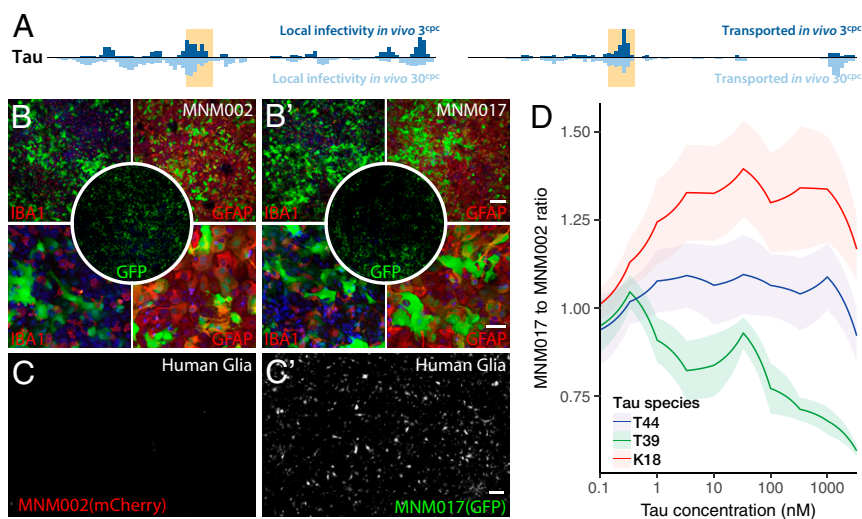 A
Local infectivity in vivo 3cpc
Transported in vivo 3cpc
Tau
Local infectivity in vivo 30cpc
Transported in vivo 30cpc
B
MNM002
B'
MNM017
D
IBA1
GFAP
IBA1
GFAP
GFP
GFP
IBA1
GFAP
IBA1
GFAP
C
Human Glia
C'
Human Glia
MNM002(mCherry)
MNM017(GFP)
MNM017 to MNM002 ratio
1.50
1.25
1.00
0.75
Tau species
T44
T39
K18
0.1
1
10
100
1000
Tau concentration (nM)